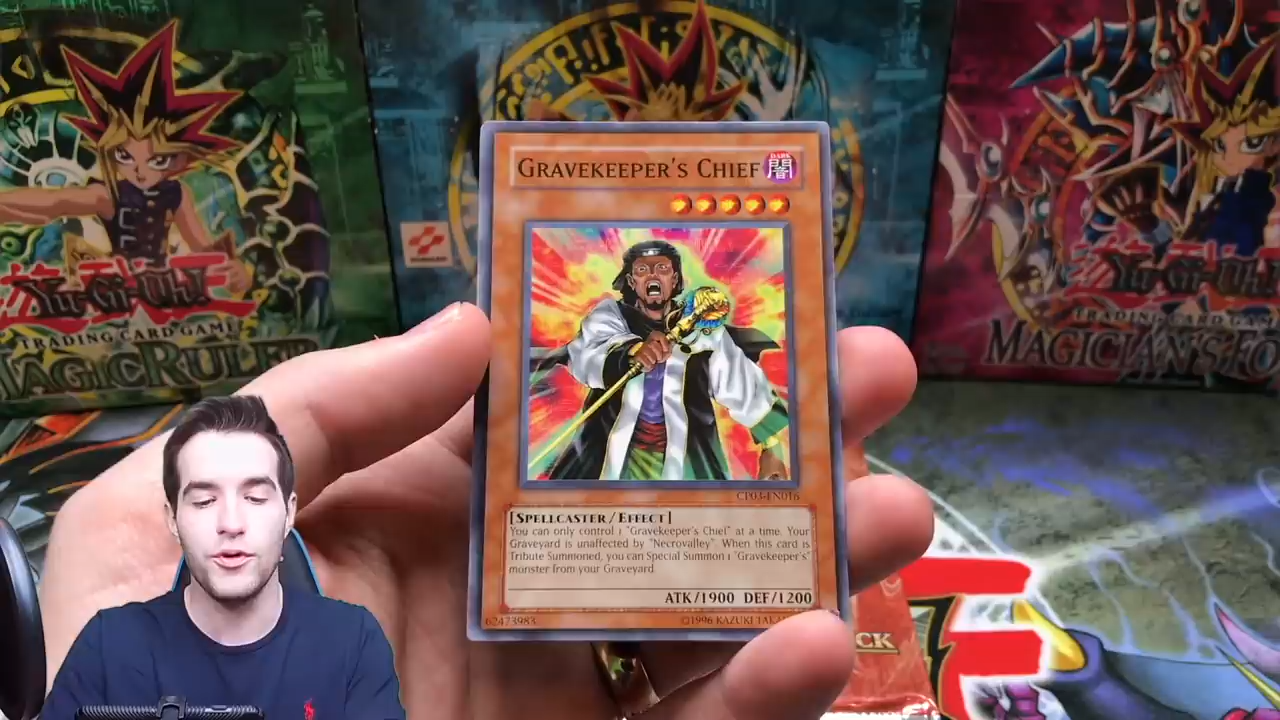 GRAVEKEEPER'S CHIEF
DARK
闇
CP03-EN016
[SPELLCASTER / EFFECT]
You can only control 1 "Gravekeeper's Chief" at a time. Your
Graveyard is unaffected by "Necrovalley". When this card is
Tribute Summoned, you can Special Summon 1 "Gravekeeper's"
monster from your Graveyard.
ATK/1900 DEF/1200
62473983
©1996 KAZUKI
Yu-Gi-Oh!
TRADING CARD GAME
MAGIC RULER
KONAMI
Yu-Gi-Oh!
TRADING CARD
MAGICIAN'S